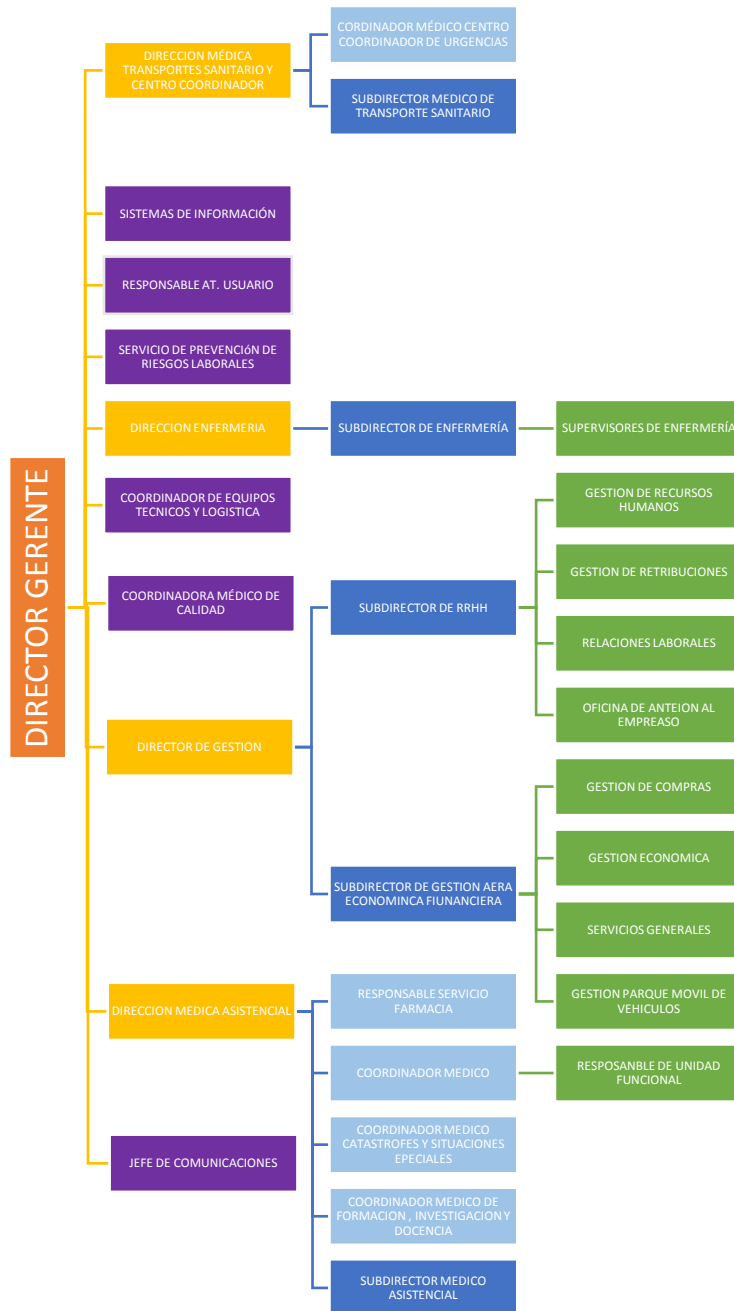 DIRECTOR GERENTE
DIRECCION MÉDICA
TRANSPORTES SANITARIO Y
CENTRO COORDINADOR
CORDINADOR MÉDICO CENTRO
COORDINADOR DE URGENCIAS
SUBDIRECTOR MEDICO DE
TRANSPORTE SANITARIO
SISTEMAS DE INFORMACIÓN
RESPONSABLE AT. USUARIO
SERVICIO DE PREVENCIóN DE
RIESGOS LABORALES
DIRECCION ENFERMERIA
SUBDIRECTOR DE ENFERMERÍA
SUPERVISORES DE ENFERMERÍA
COORDINADOR DE EQUIPOS
TECNICOS Y LOGISTICA
COORDINADORA MÉDICO DE
CALIDAD
DIRECTOR DE GESTION
SUBDIRECTOR DE RRHH
GESTION DE RECURSOS
HUMANOS
GESTION DE RETRIBUCIONES
RELACIONES LABORALES
OFICINA DE ANTEION AL
EMPREASO
SUBDIRECTOR DE GESTION AERA
ECONOMINCA FIUNANCIERA
GESTION DE COMPRAS
GESTION ECONOMICA
SERVICIOS GENERALES
GESTION PARQUE MOVIL DE
VEHICULOS
DIRECCION MEDICA ASISTENCIAL
RESPONSABLE SERVICIO
FARMACIA
COORDINADOR MEDICO
RESPOSANBLE DE UNIDAD
FUNCIONAL
COORDINADOR MEDICO
CATASTROFES Y SITUACIONES
EPECIALES
COORDINADOR MEDICO DE
FORMACION , INVESTIGACION Y
DOCENCIA
SUBDIRECTOR MEDICO
ASISTENCIAL
JEFE DE COMUNICACIONES